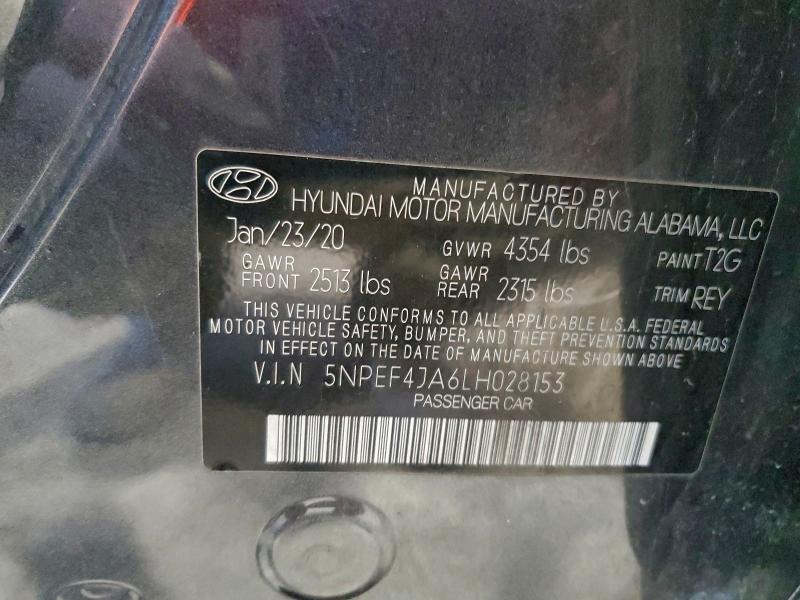 MANUFACTURED BY
HYUNDAI MOTOR MANUFACTURING ALABAMA, LLC
Jan/23/20 GVWR 4354 lbs PAINT T2G
GAWR FRONT 2513 lbs GAWR REAR 2315 lbs TRIM REY
THIS VEHICLE CONFORMS TO ALL APPLICABLE U.S.A. FEDERAL
MOTOR VEHICLE SAFETY, BUMPER, AND THEFT PREVENTION STANDARDS
IN EFFECT ON THE DATE OF MANUFACTURE SHOWN ABOVE
V.I.N 5NPEF4JA6LH028153
PASSENGER CAR